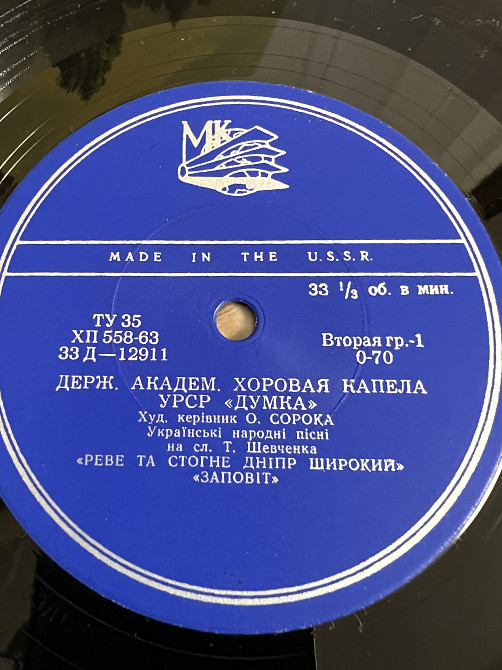 МК
MADE IN THE U.S.S.R.
33 1/3 об. в мин.
ТУ 35
ХП 558-63
33 Д—12911
Вторая гр.-1
0-70
ДЕРЖ. АКАДЕМ. ХОРОВАЯ КАПЕЛА
УРСР «ДУМКА»
Худ. керівник О. СОРОКА
Українські народні пісні
на сл. Т. Шевченка
«РЕВЕ ТА СТОГНЕ ДНІПР ШИРОКИЙ»
«ЗАПОВІТ»